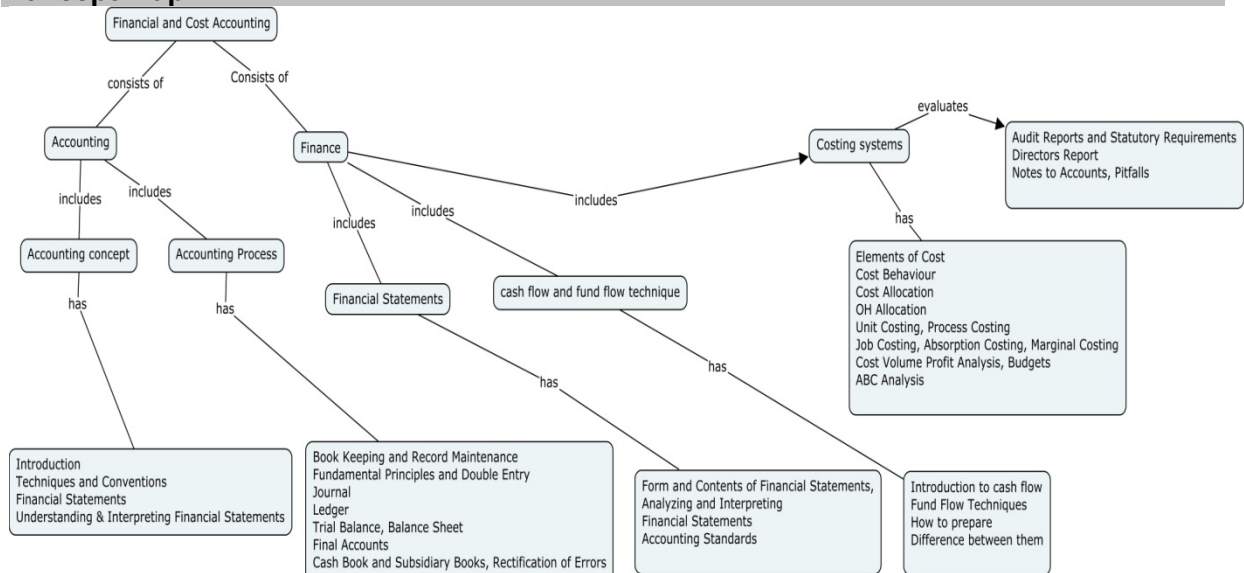 Financial and Cost Accounting
consists of
Consists of
evaluates
Accounting
Finance
Costing systems
Audit Reports and Statutory Requirements
Directors Report
Notes to Accounts, Pitfalls
includes
includes
includes
includes
includes
has
Accounting concept
Accounting Process
Financial Statements
cash flow and fund flow technique
Elements of Cost
Cost Behaviour
Cost Allocation
OH Allocation
Unit Costing, Process Costing
Job Costing, Absorption Costing, Marginal Costing
Cost Volume Profit Analysis, Budgets
ABC Analysis
has
has
has
has
Introduction
Techniques and Conventions
Financial Statements
Understanding & Interpreting Financial Statements
Book Keeping and Record Maintenance
Fundamental Principles and Double Entry
Journal
Ledger
Trial Balance, Balance Sheet
Final Accounts
Cash Book and Subsidiary Books, Rectification of Errors
Form and Contents of Financial Statements,
Analyzing and Interpreting
Financial Statements
Accounting Standards
Introduction to cash flow
Fund Flow Techniques
How to prepare
Difference between them